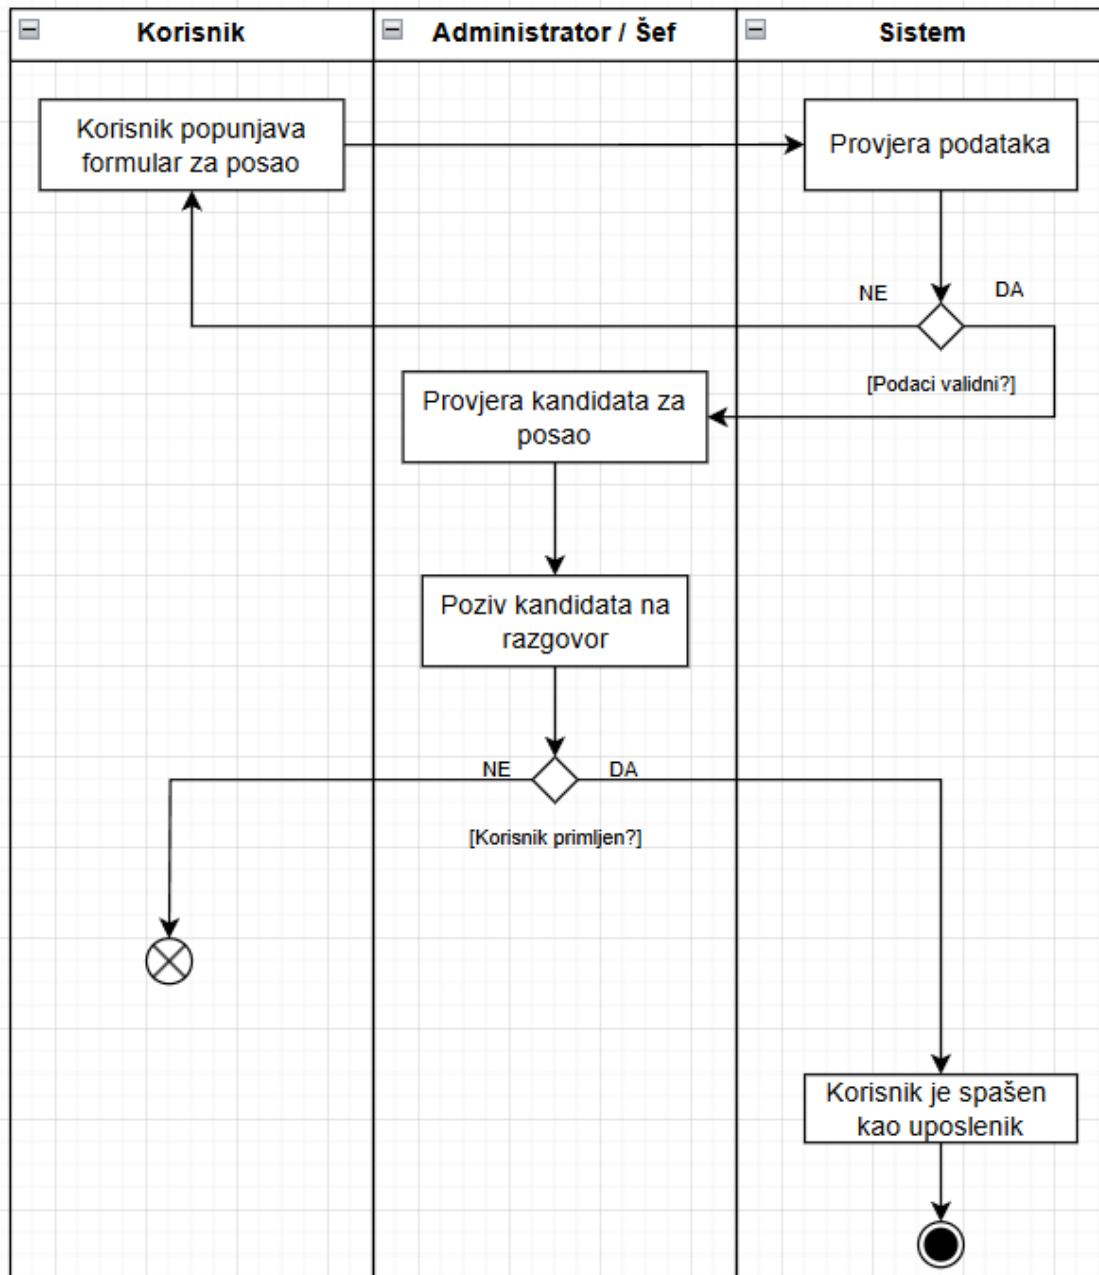 Korisnik
Administrator / Šef
Sistem
Korisnik popunjava
formular za posao
Provjera podataka
NE
DA
[Podaci validni?]
Provjera kandidata za
posao
Poziv kandidata na
razgovor
NE
DA
[Korisnik primljen?]
Korisnik je spašen
kao uposlenik